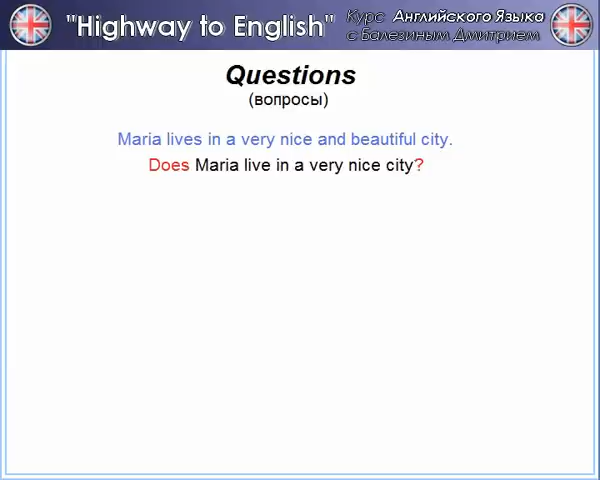 "Highway to English"
Курс Английского Языка
с Балезиным Дмитрием
Questions
(вопросы)
Maria lives in a very nice and beautiful city.
Does Maria live in a very nice city?